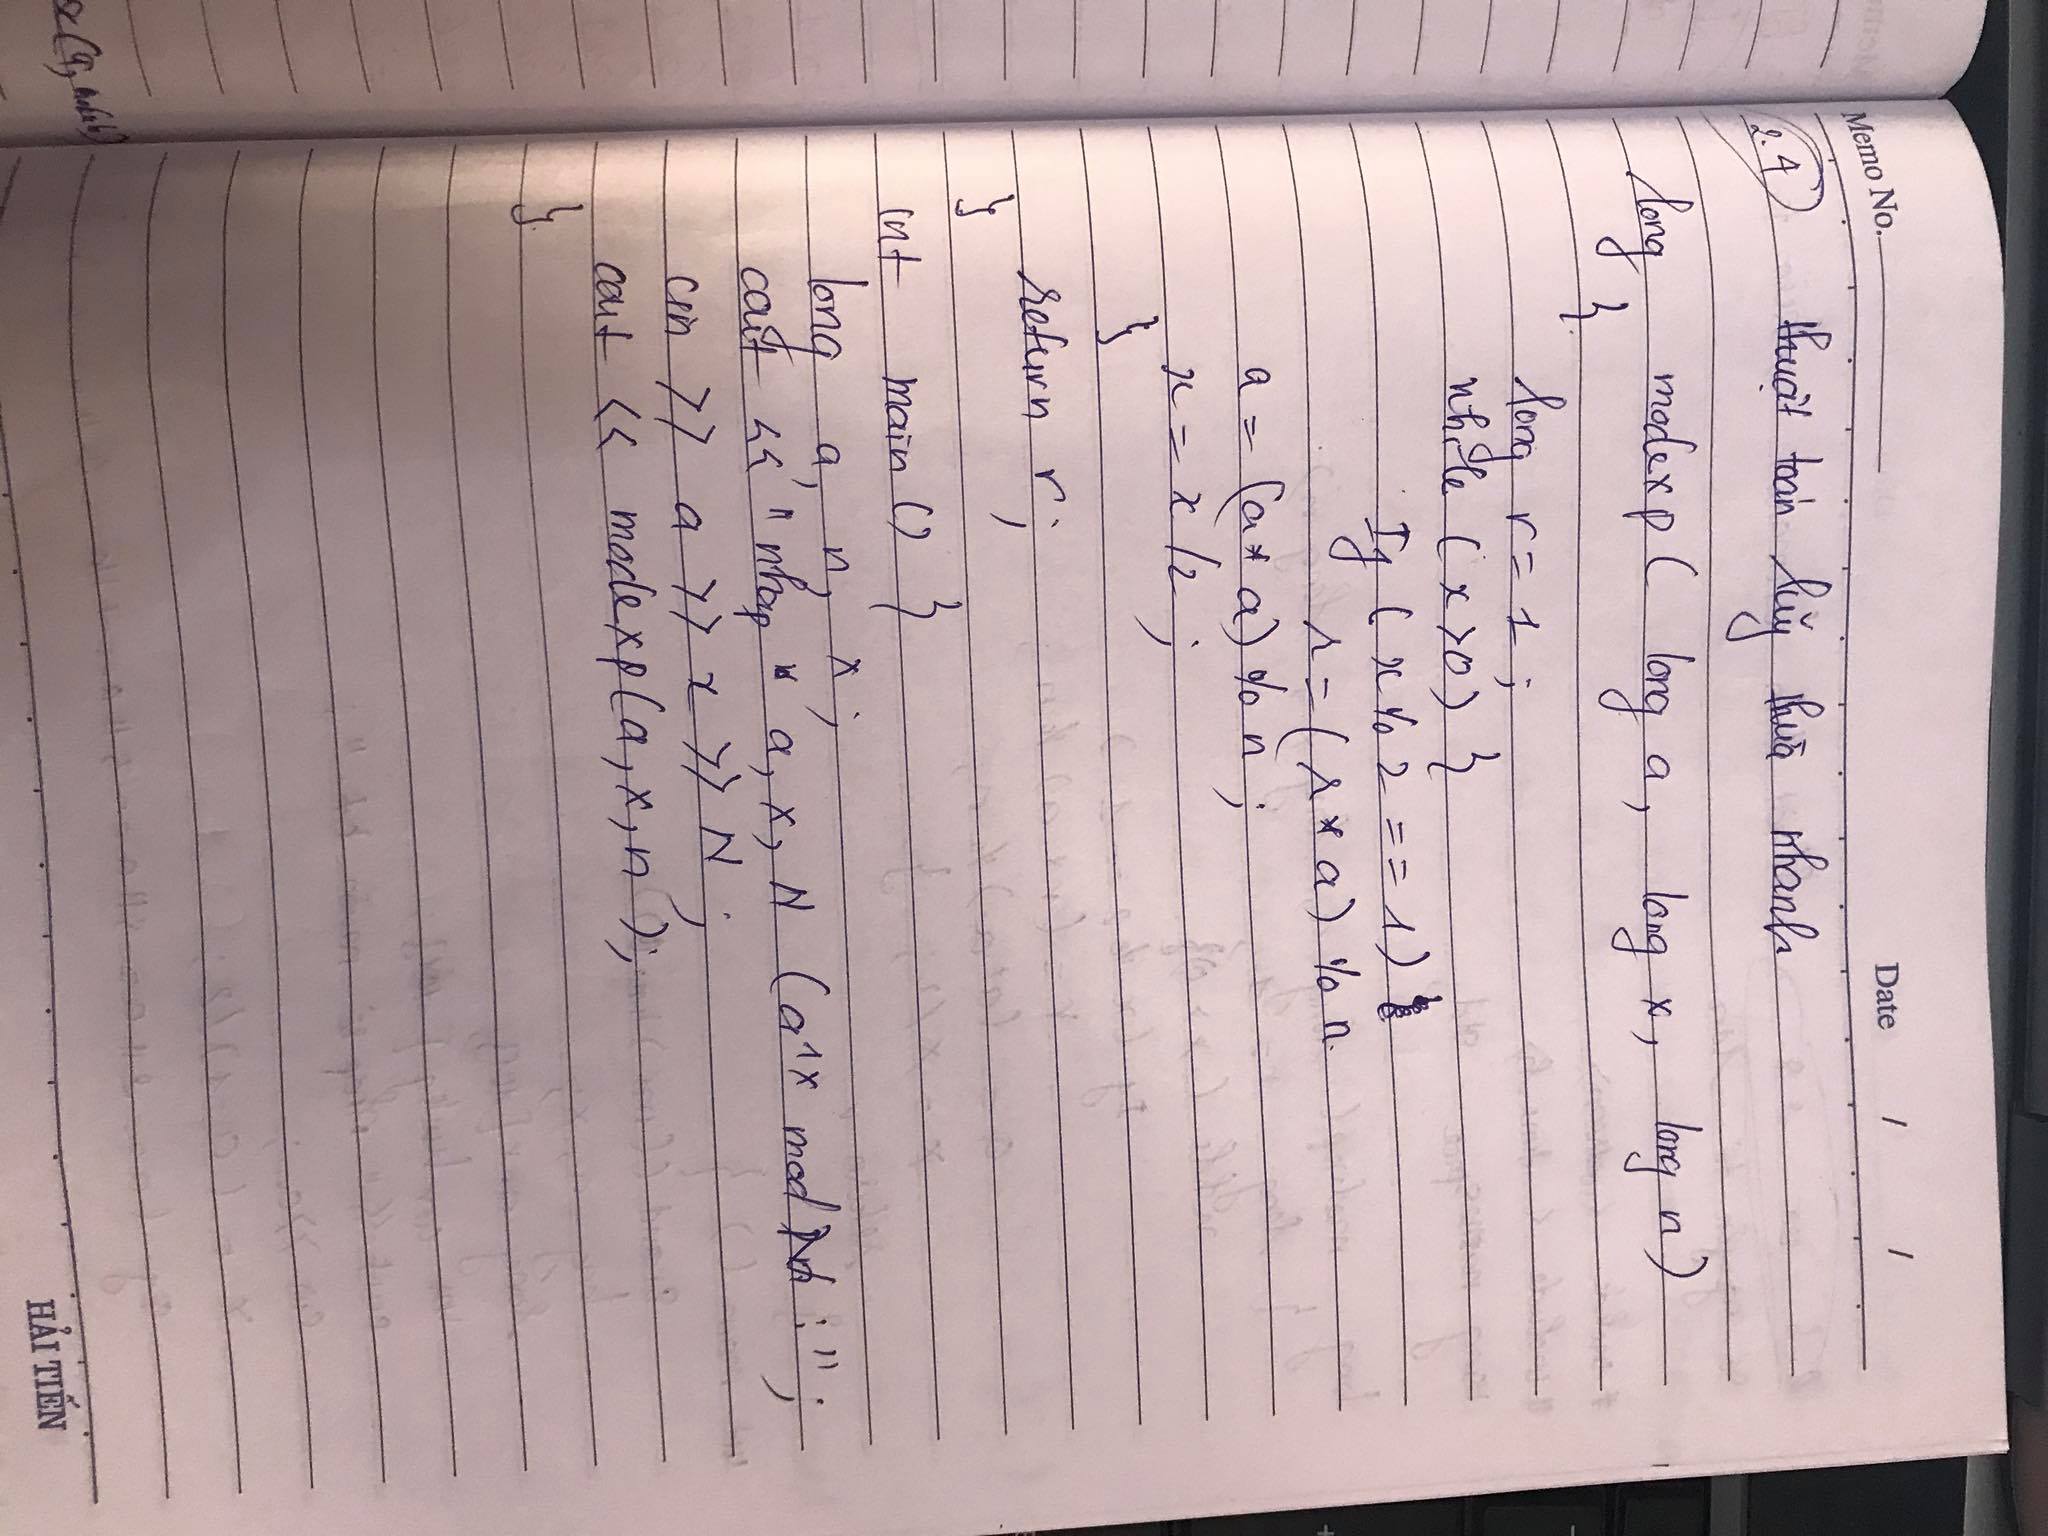 Memo No. Date / /
2.4 thuật toán luỹ thừa nhanh
long modexp( long a, long x, long n)
{
long r = 1;
while (x>0) {
If (x%2 == 1)
r = (r*a)%n
a = (a*a)%n;
x = x/2;
}
return r;
}
int main() {
long a, n, x;
cout << "nhap a, x, N (a^x mod N): ";
cin >> a >> x >> N;
cout << modexp(a, x, n);
}
HẢI TIẾN